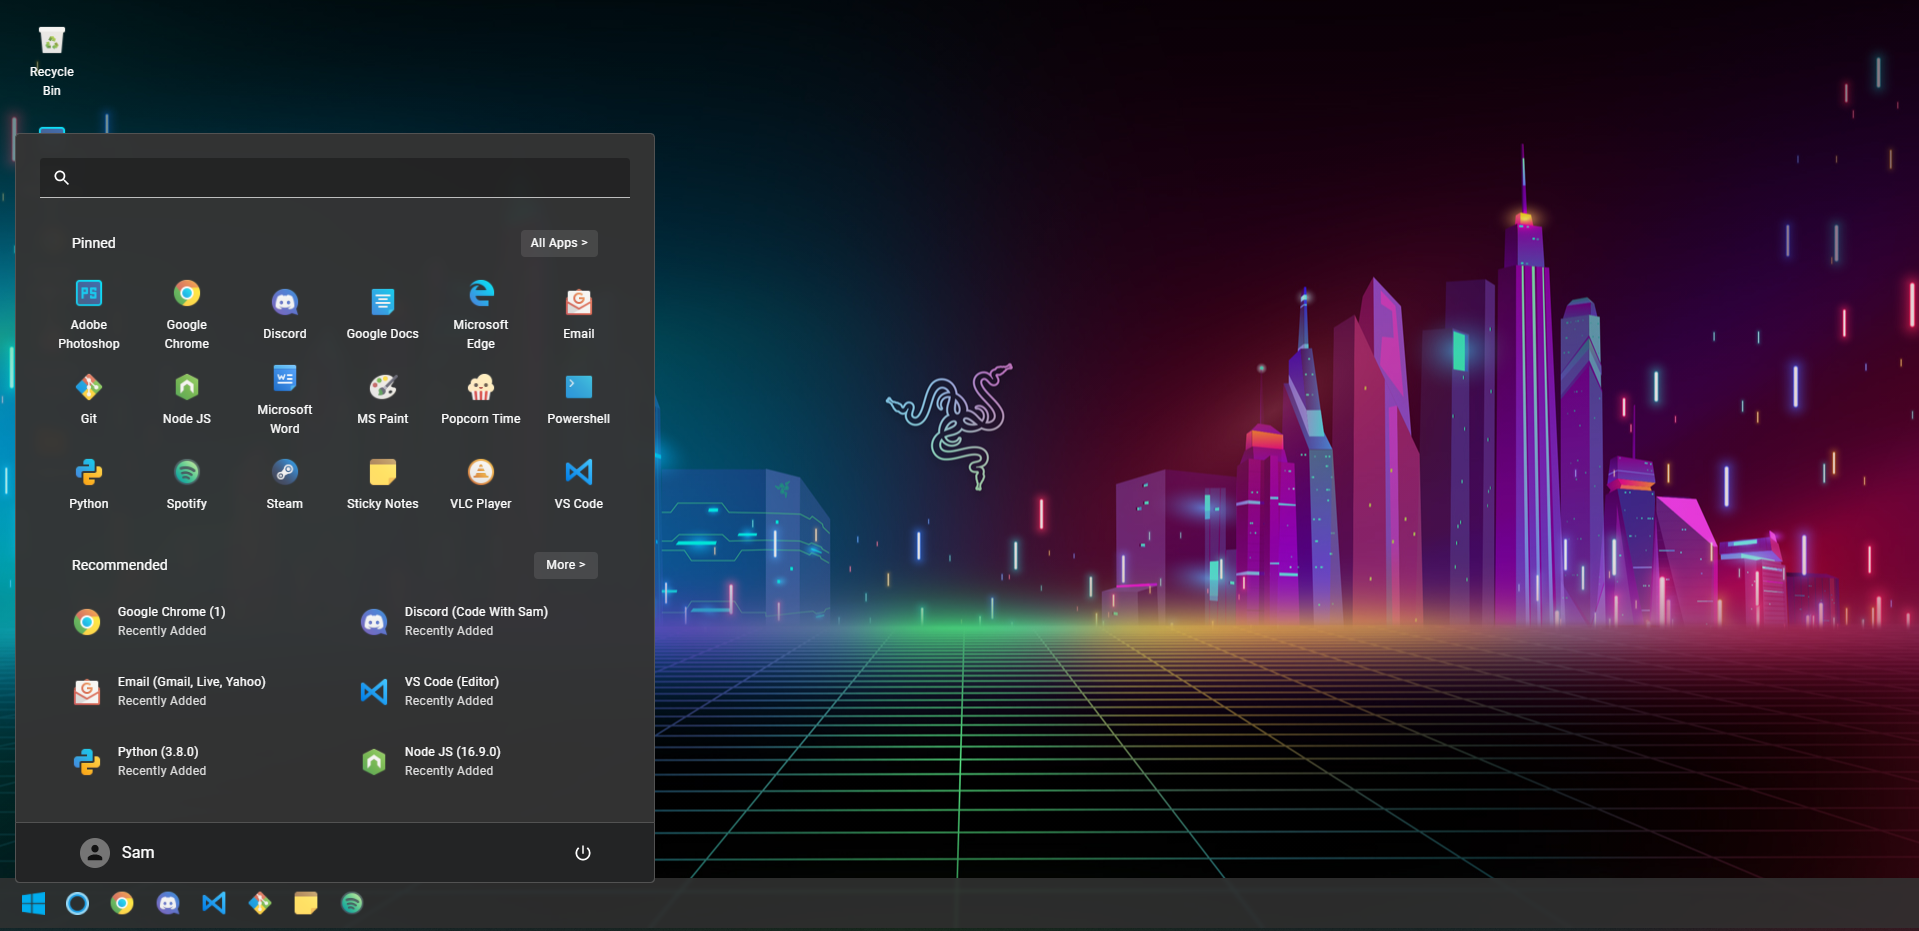 Recycle
Bin
Pinned
All Apps >
PS
Adobe
Photoshop
Google
Chrome
Discord
Google Docs
Microsoft
Edge
G
Email
Git
Node JS
W
Microsoft
Word
MS Paint
Popcorn Time
Powershell
Python
Spotify
Steam
Sticky Notes
VLC Player
VS Code
Recommended
More >
Google Chrome (1)
Recently Added
Discord (Code With Sam)
Recently Added
G
Email (Gmail, Live, Yahoo)
Recently Added
VS Code (Editor)
Recently Added
Python (3.8.0)
Recently Added
Node JS (16.9.0)
Recently Added
Sam